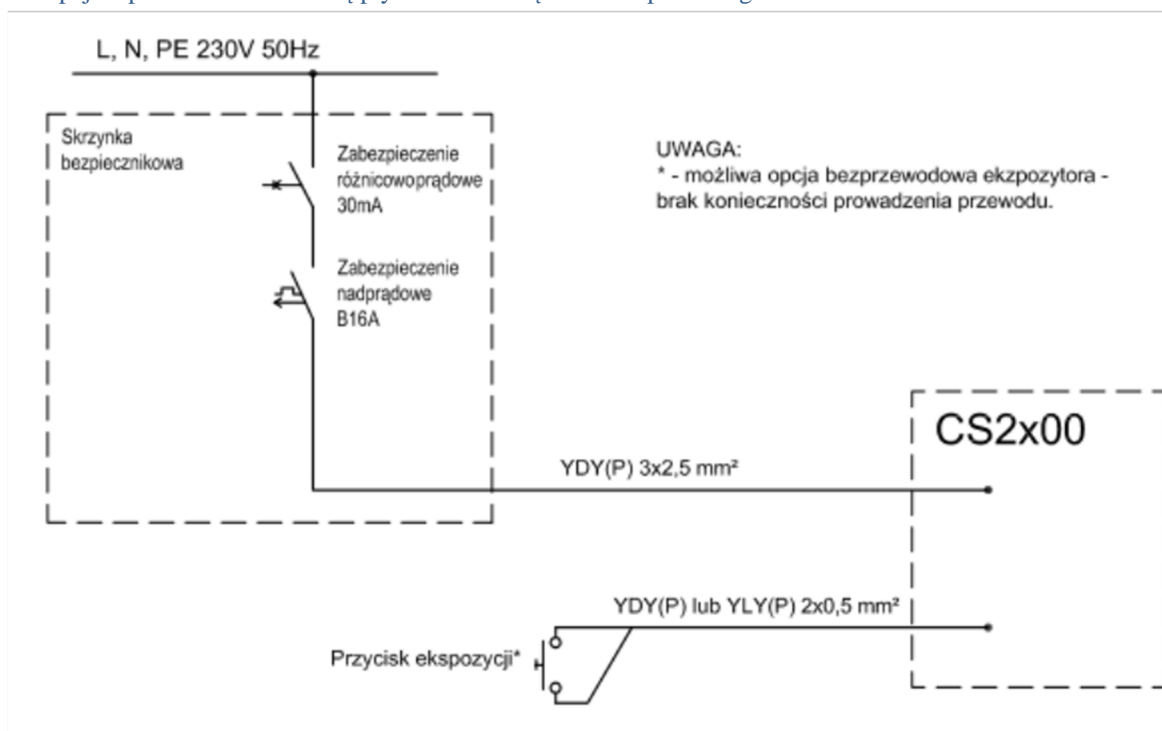 L, N, PE 230V 50Hz
Skrzynka
bezpiecznikowa
Zabezpieczenie
różnicowoprądowe
30mA
Zabezpieczenie
nadprądowe
B16A
UWAGA:
* - możliwa opcja bezprzewodowa ekzpozytora -
brak konieczności prowadzenia przewodu.
CS2x00
YDY(P) 3x2,5 mm²
YDY(P) lub YLY(P) 2x0,5 mm²
Przycisk ekspozycji*